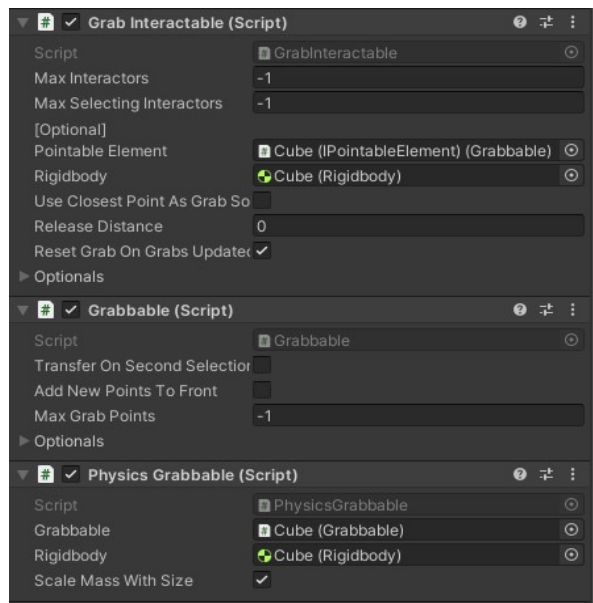 Grab Interactable (Script)
Script GrabInteractable
Max Interactors -1
Max Selecting Interactors -1
[Optional]
Pointable Element Cube (IPointableElement) (Grabbable)
Rigidbody Cube (Rigidbody)
Use Closest Point As Grab So
Release Distance 0
Reset Grab On Grabs Updated
Optionals
Grabbable (Script)
Script Grabbable
Transfer On Second Selection
Add New Points To Front
Max Grab Points -1
Optionals
Physics Grabbable (Script)
Script PhysicsGrabbable
Grabbable Cube (Grabbable)
Rigidbody Cube (Rigidbody)
Scale Mass With Size